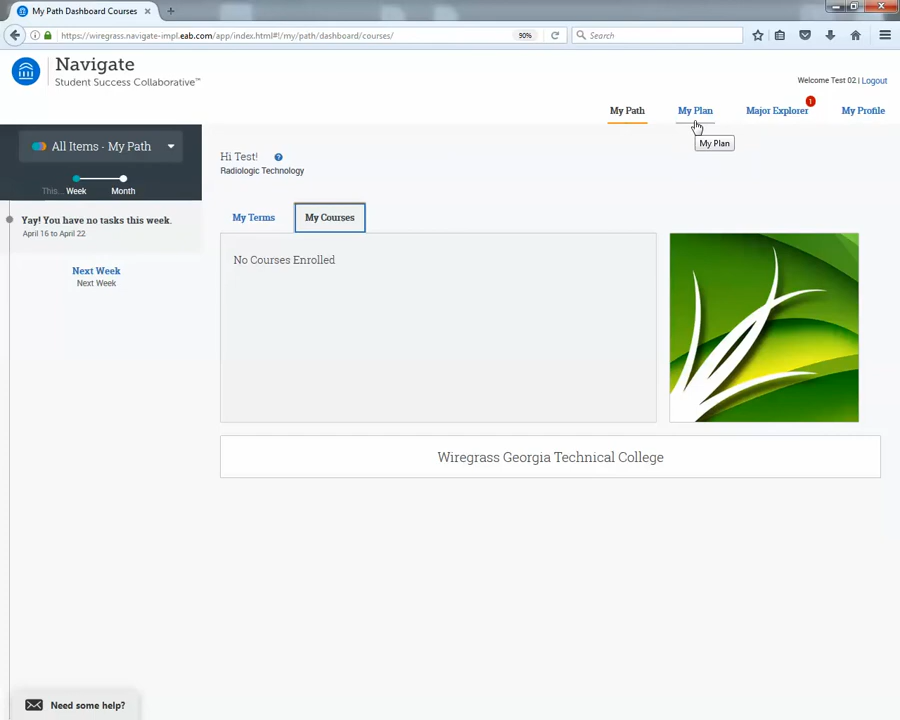 My Path Dashboard Courses
https://wiregrass.navigate-impl.eab.com/app/index.html#!/my/path/dashboard/courses/
90%
Search
Navigate
Student Success Collaborative™
Welcome Test 02 | Logout
My Path
My Plan
Major Explorer
1
My Profile
My Plan
All Items - My Path
This...
Week
Month
Yay! You have no tasks this week.
April 16 to April 22
Next Week
Next Week
Hi Test!
?
Radiologic Technology
My Terms
My Courses
No Courses Enrolled
Wiregrass Georgia Technical College
Need some help?